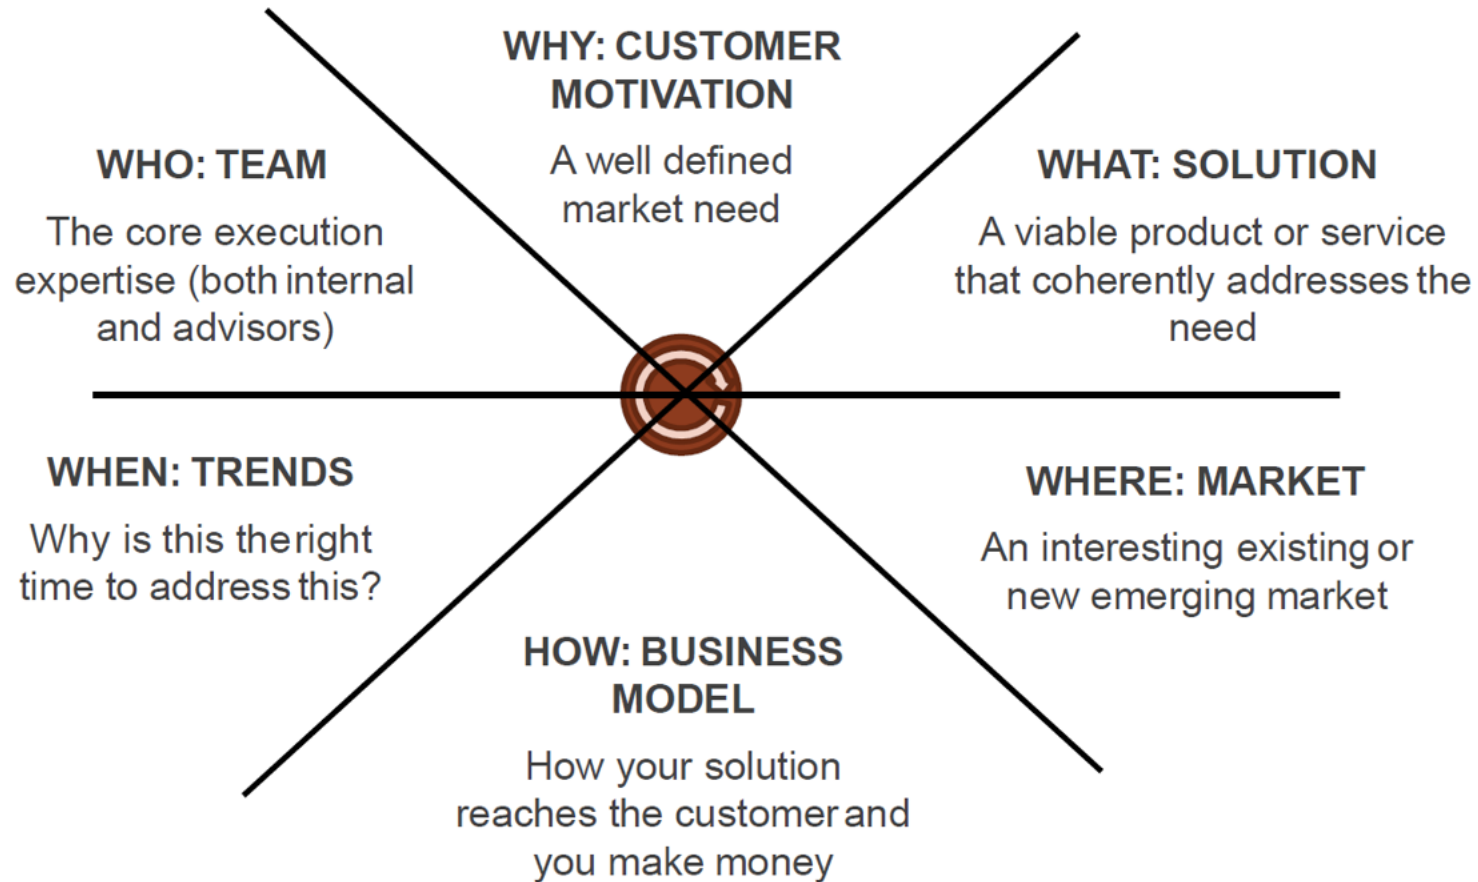 WHY: CUSTOMER
MOTIVATION
A well defined
market need
WHAT: SOLUTION
A viable product or service
that coherently addresses the
need
WHERE: MARKET
An interesting existing or
new emerging market
HOW: BUSINESS
MODEL
How your solution
reaches the customer and
you make money
WHEN: TRENDS
Why is this the right
time to address this?
WHO: TEAM
The core execution
expertise (both internal
and advisors)